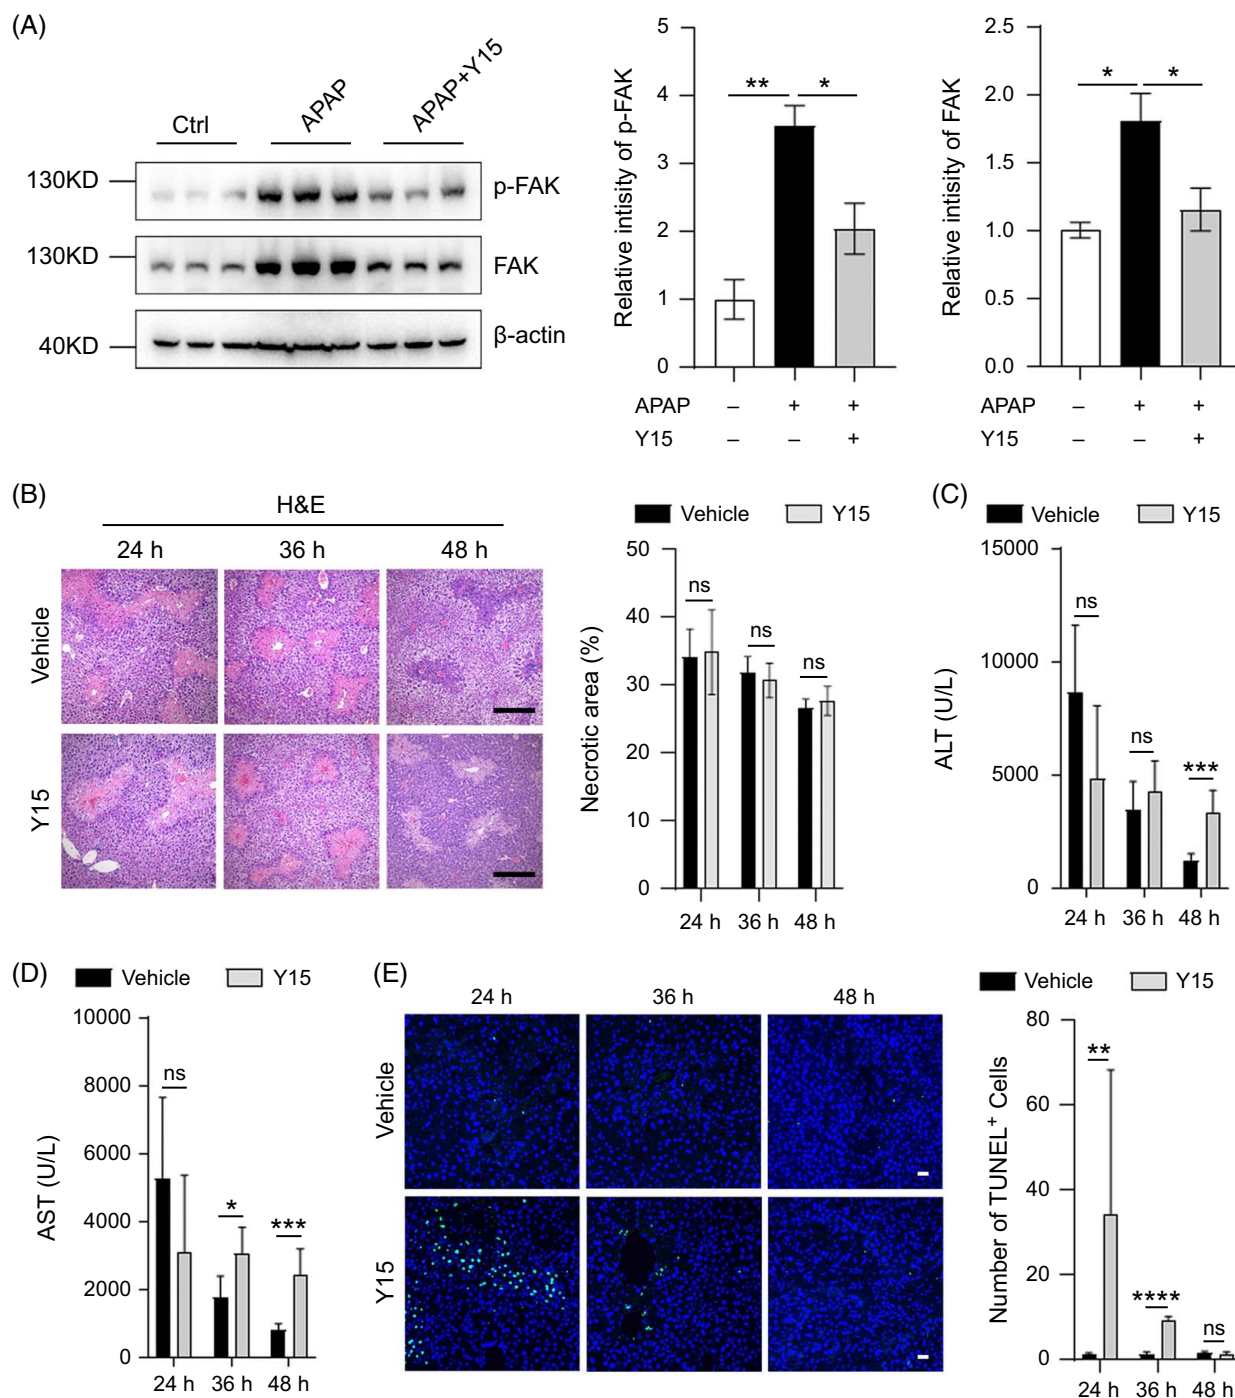 (A)
Ctrl
APAP
APAP+Y15
130KD
p-FAK
130KD
FAK
40KD
β-actin
Relative intisity of p-FAK
5
4
3
2
1
0
** *
APAP – + +
Y15 – – +
Relative intisity of FAK
2.5
2.0
1.5
1.0
0.5
0.0
* *
APAP – + +
Y15 – – +
(B)
H&E
24 h 36 h 48 h
Vehicle
Y15
Vehicle Y15
Necrotic area (%)
50
40
30
20
10
0
ns ns ns
24 h 36 h 48 h
(C)
Vehicle Y15
ALT (U/L)
15000
10000
5000
0
ns ns ***
24 h 36 h 48 h
(D)
Vehicle Y15
AST (U/L)
10000
8000
6000
4000
2000
0
ns * ***
24 h 36 h 48 h
(E)
24 h 36 h 48 h
Vehicle
Y15
Vehicle Y15
Number of TUNEL+ Cells
80
60
40
20
0
** **** ns
24 h 36 h 48 h